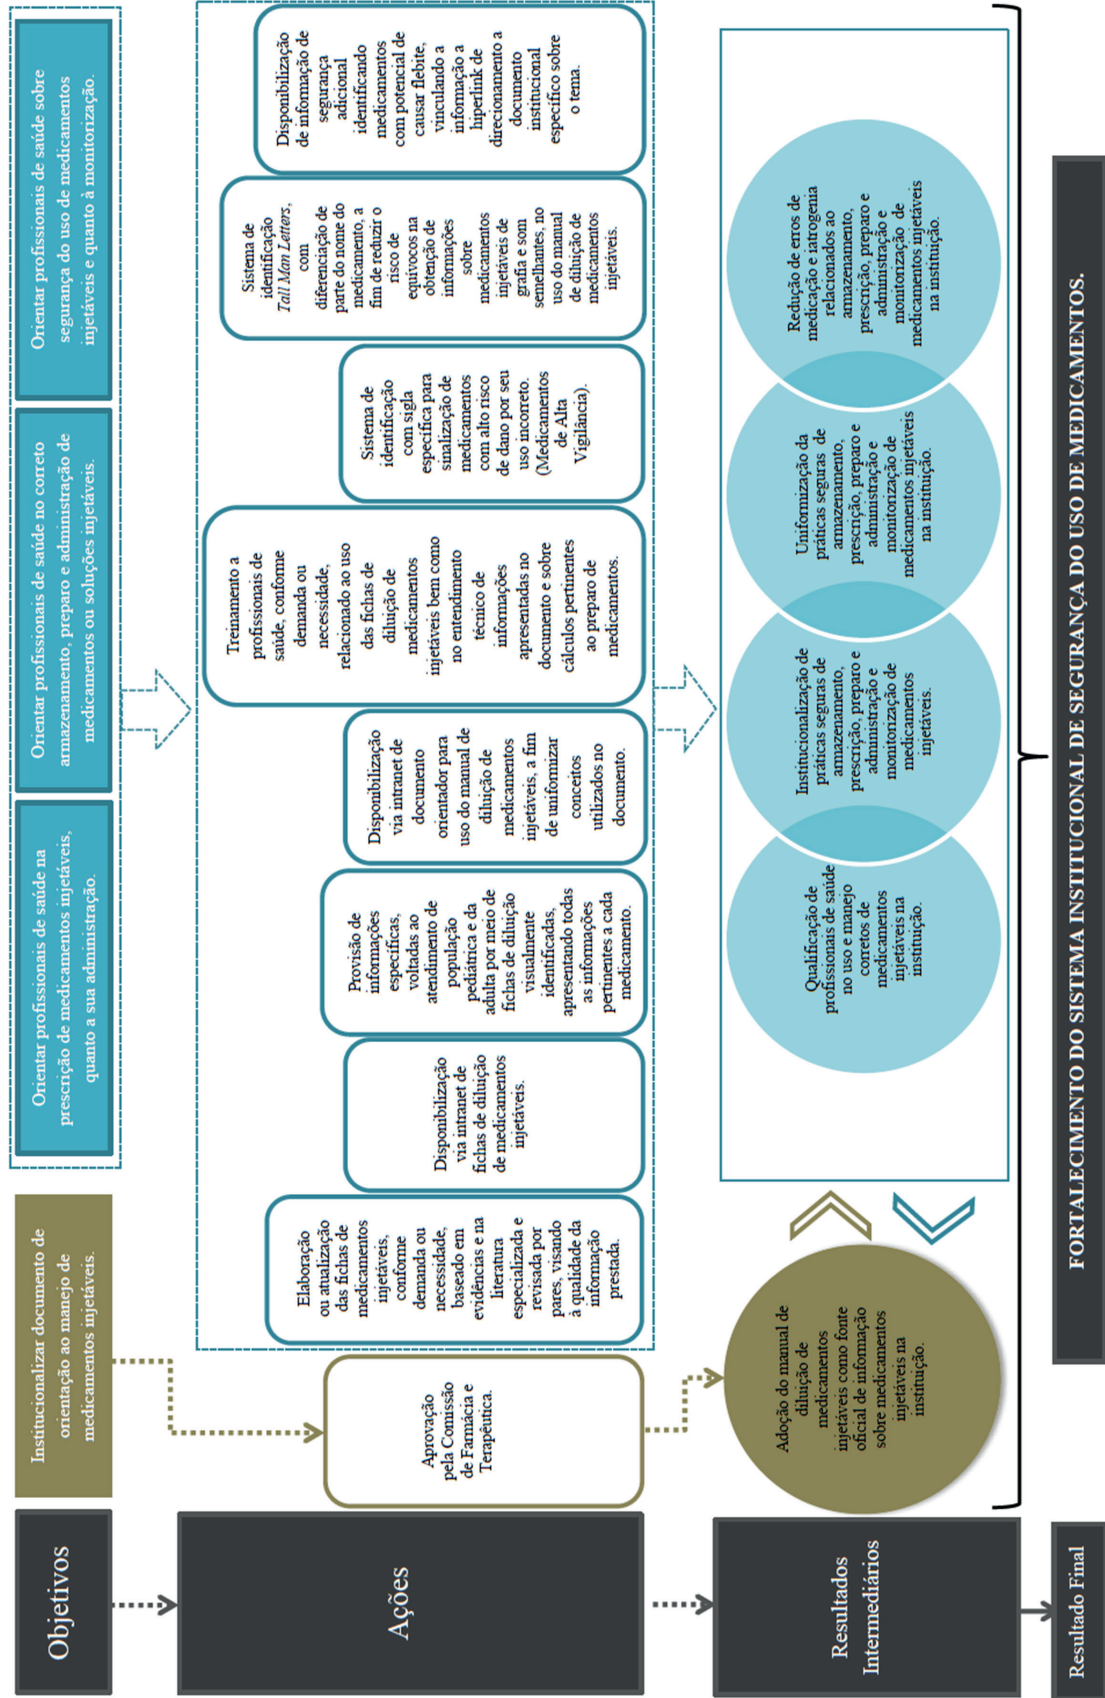 Objetivos
Institucionalizar documento de
orientação ao manejo de
medicamentos injetáveis.
Orientar profissionais de saúde na
prescrição de medicamentos injetáveis,
quanto a sua administração.
Orientar profissionais de saúde no correto
armazenamento, preparo e administração de
medicamentos ou soluções injetáveis.
Orientar profissionais de saúde sobre
segurança do uso de medicamentos
injetáveis e quanto à monitorização.
Ações
Aprovação
pela Comissão
de Farmácia e
Terapêutica.
Elaboração
ou atualização
das fichas de
medicamentos
injetáveis,
conforme
demanda ou
necessidade,
baseado em
evidências e na
literatura
especializada e
revisada por
pares, visando
à qualidade da
informação
prestada.
Disponibilização
via intranet de
fichas de diluição
de medicamentos
injetáveis.
Provisão de
informações
específicas,
voltadas ao
atendimento de
população
pediátrica e da
adulta por meio de
fichas de diluição
visualmente
identificadas,
apresentando todas
as informações
pertinentes a cada
medicamento.
Disponibilização
via intranet de
documento
orientador para
uso do manual de
diluição de
medicamentos
injetáveis, a fim
de uniformizar
conceitos
utilizados no
documento.
Treinamento a
profissionais de
saúde, conforme
demanda ou
necessidade,
relacionado ao uso
das fichas de
diluição de
medicamentos
injetáveis bem como
no entendimento
técnico de
informações
apresentadas no
documento e sobre
cálculos pertinentes
ao preparo de
medicamentos.
Sistema de
identificação
com sigla
específica para
sinalização de
medicamentos
com alto risco
de dano por seu
uso incorreto.
(Medicamentos
de Alta
Vigilância).
Sistema de
identificação
Tall Man Letters,
com
diferenciação de
parte do nome do
medicamento, a
fim de reduzir o
risco de
equívocos na
obtenção de
informações
sobre
medicamentos
injetáveis de
grafia e som
semelhantes, no
uso do manual
de diluição de
medicamentos
injetáveis.
Disponibilização
de informação de
segurança
adicional
identificando
medicamentos
com potencial de
causar flebite,
vinculando a
informação a
hiperlink de
direcionamento a
documento
institucional
específico sobre
o tema.
Resultados
Intermediários
Adoção do manual de
diluição de
medicamentos
injetáveis como fonte
oficial de informação
sobre medicamentos
injetáveis na
instituição.
Qualificação de
profissionais de saúde
no uso e manejo
corretos de
medicamentos
injetáveis na
instituição.
Institucionalização de
práticas seguras de
armazenamento,
prescrição, preparo e
administração e
monitorização de
medicamentos
injetáveis.
Uniformização da
práticas seguras de
armazenamento,
prescrição, preparo e
administração e
monitorização de
medicamentos injetáveis
na instituição.
Redução de erros de
medicação e iatrogenia
relacionados ao
armazenamento,
prescrição, preparo e
administração e
monitorização de
medicamentos injetáveis
na instituição.
Resultado Final
FORTALECIMENTO DO SISTEMA INSTITUCIONAL DE SEGURANÇA DO USO DE MEDICAMENTOS.